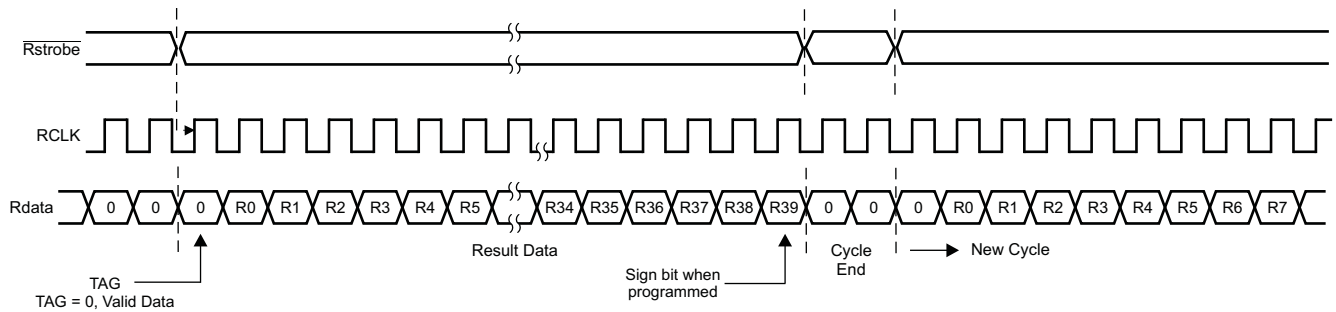 Rstrobe
RCLK
Rdata 0 0 0 R0 R1 R2 R3 R4 R5 R34 R35 R36 R37 R38 R39 0 0 0 R0 R1 R2 R3 R4 R5 R6 R7
Result Data
Cycle
End
New Cycle
TAG
TAG = 0, Valid Data
Sign bit when
programmed